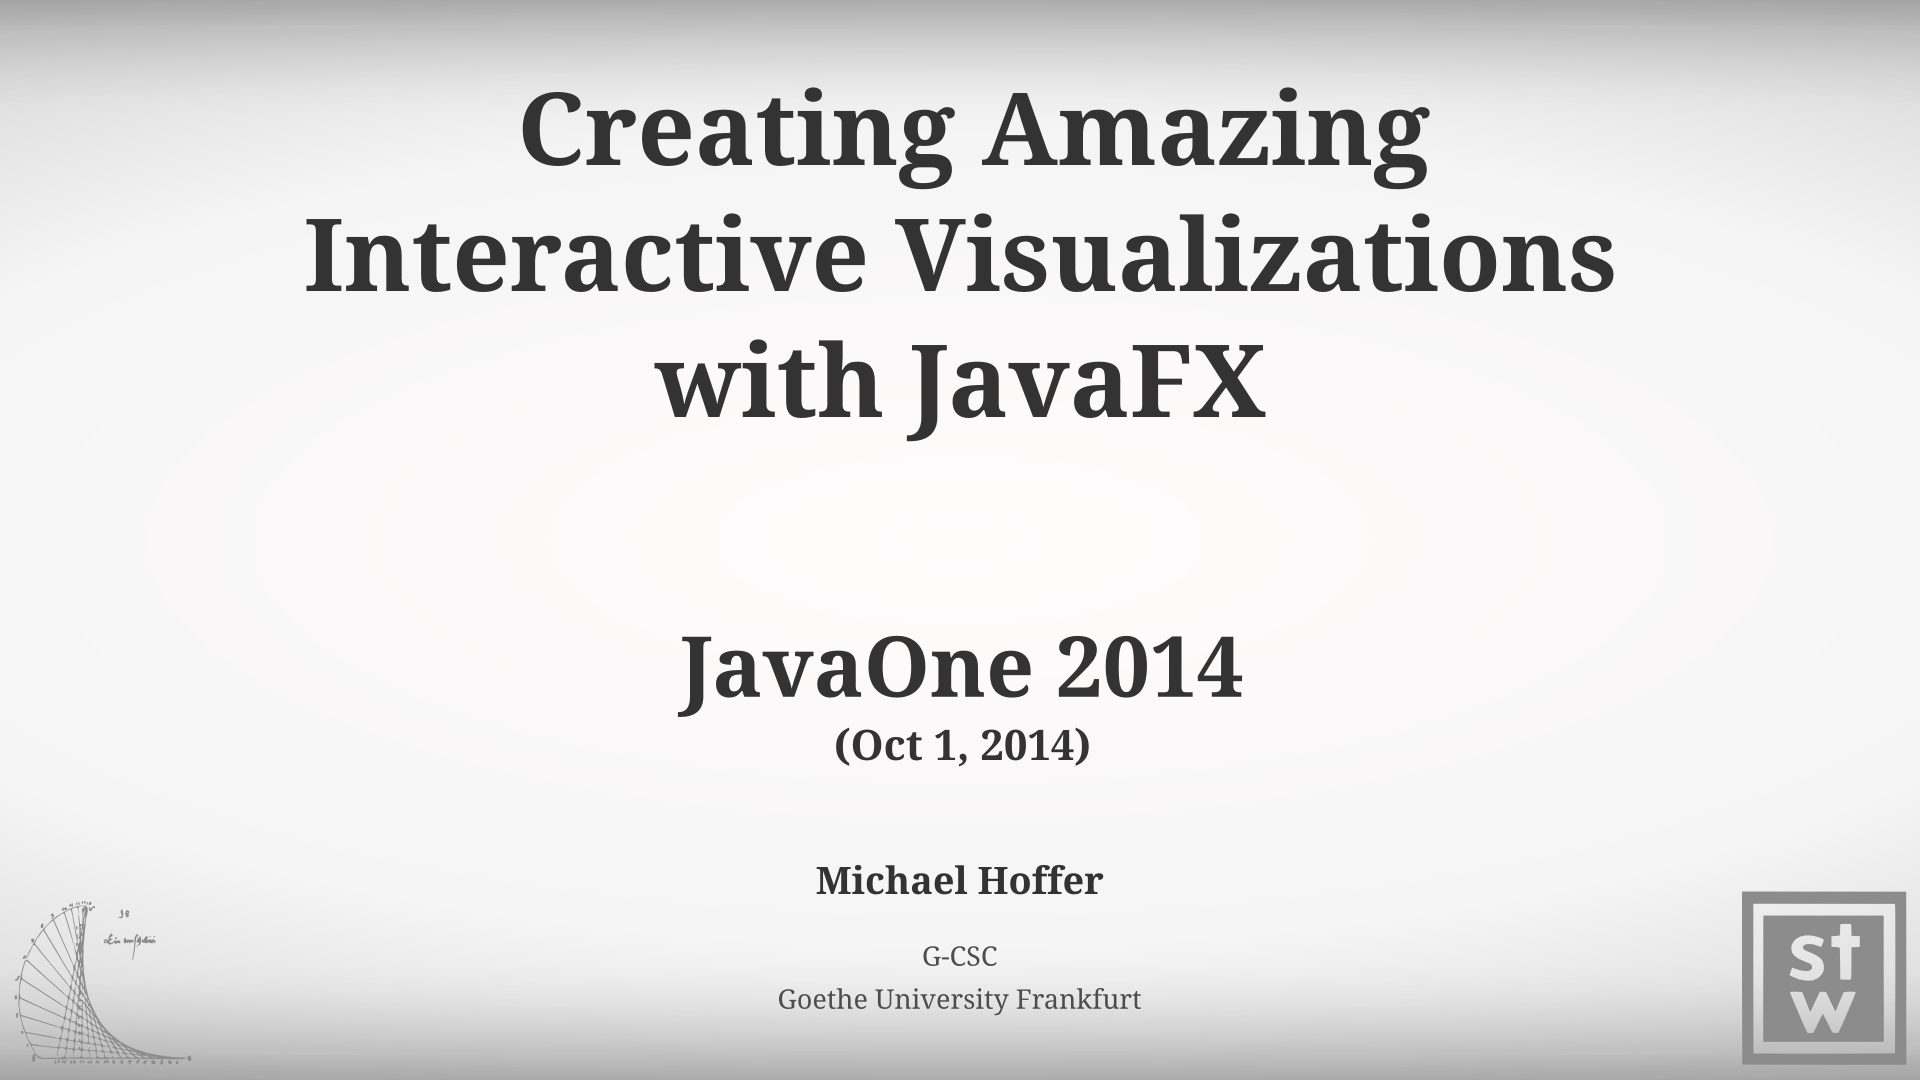 Creating Amazing
Interactive Visualizations
with JavaFX
JavaOne 2014
(Oct 1, 2014)
Michael Hoffer
G-CSC
Goethe University Frankfurt
st
w